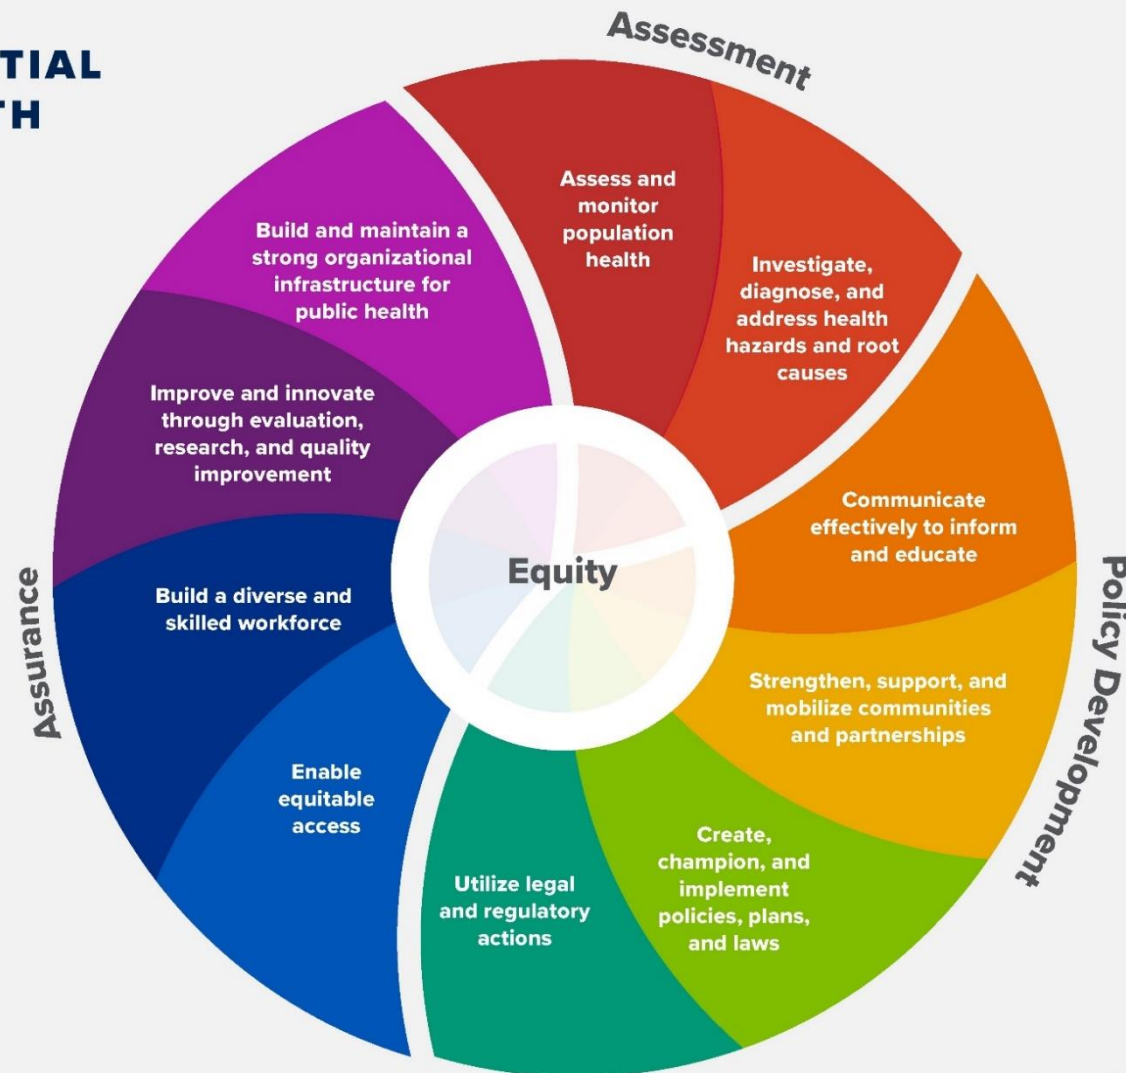 TIAL
TH
Assessment
Assess and
monitor
population
health
Investigate,
diagnose, and
address health
hazards and root
causes
Policy Development
Communicate
effectively to inform
and educate
Strengthen, support, and
mobilize communities
and partnerships
Create,
champion, and
implement
policies, plans,
and laws
Utilize legal
and regulatory
actions
Assurance
Enable
equitable
access
Build a diverse and
skilled workforce
Improve and innovate
through evaluation,
research, and quality
improvement
Build and maintain a
strong organizational
infrastructure for
public health
Equity